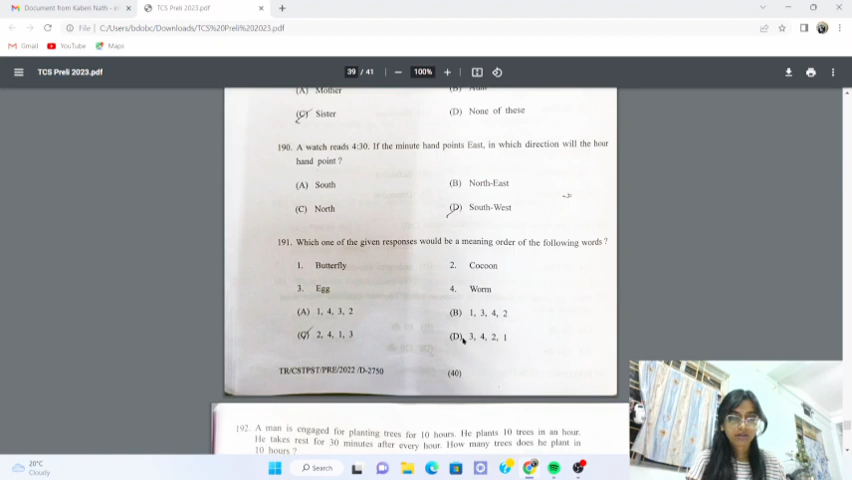 Document from Kaberi Nath - in
TCS Preli 2023.pdf
File | C:/Users/bdobc/Downloads/TCS%20Preli%202023.pdf
Gmail YouTube Maps
TCS Preli 2023.pdf
39 / 41
100%
(A) Mother
(B) Aunt
(C) Sister
(D) None of these
190. A watch reads 4:30. If the minute hand points East, in which direction will the hour
hand point ?
(A) South
(B) North-East
(C) North
(D) South-West
191. Which one of the given responses would be a meaning order of the following words ?
1. Butterfly
2. Cocoon
3. Egg
4. Worm
(A) 1, 4, 3, 2
(B) 1, 3, 4, 2
(C) 2, 4, 1, 3
(D) 3, 4, 2, 1
TR/CSTPST/PRE/2022 /D-2750
(40)
192. A man is engaged for planting trees for 10 hours. He plants 10 trees in an hour.
He takes rest for 30 minutes after every hour. How many trees does he plant in
10 hours ?
20°C
Cloudy
Search